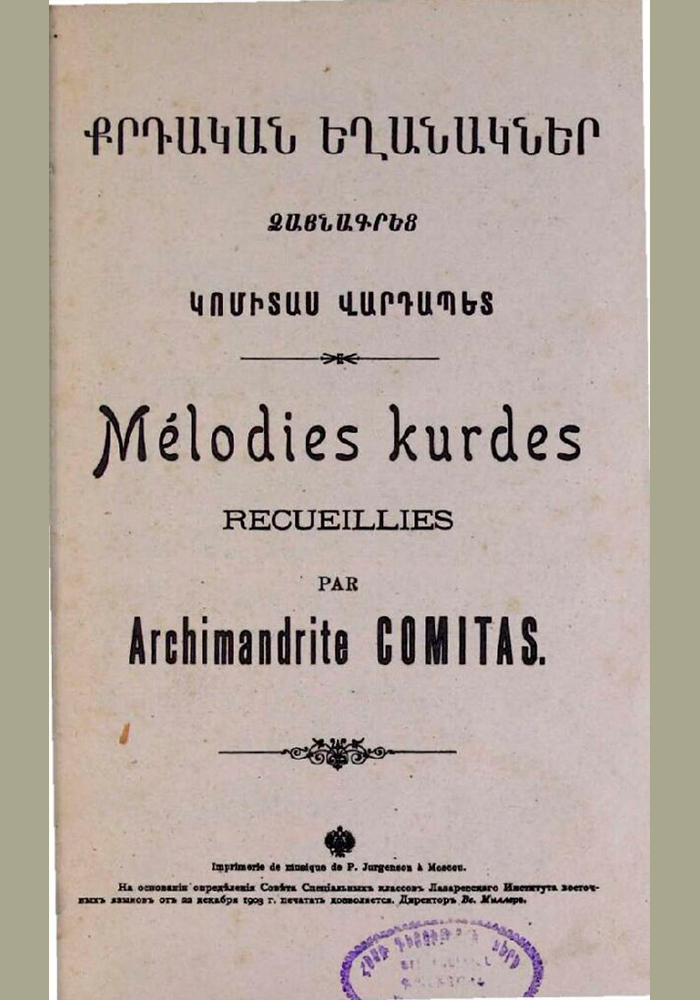 ՔՐԴԱԿԱՆ ԵՂԱՆԱԿՆԵՐ
ՁԱՅՆԱԳՐԵՑ
ԿՈՄԻՏԱՍ ՎԱՐԴԱՊԵՏ
Mélodies kurdes
RECUEILLIES
PAR
Archimandrite COMITAS.
Imprimerie de musique de P. Jurgenson à Moscou.
На основаніи опредѣленія Совѣта Спеціальныхъ классовъ Лазаревскаго Института восточ-
ныхъ языковъ отъ 22 декабря 1903 г. печатать дозволяется. Директоръ Вс. Миллеръ.